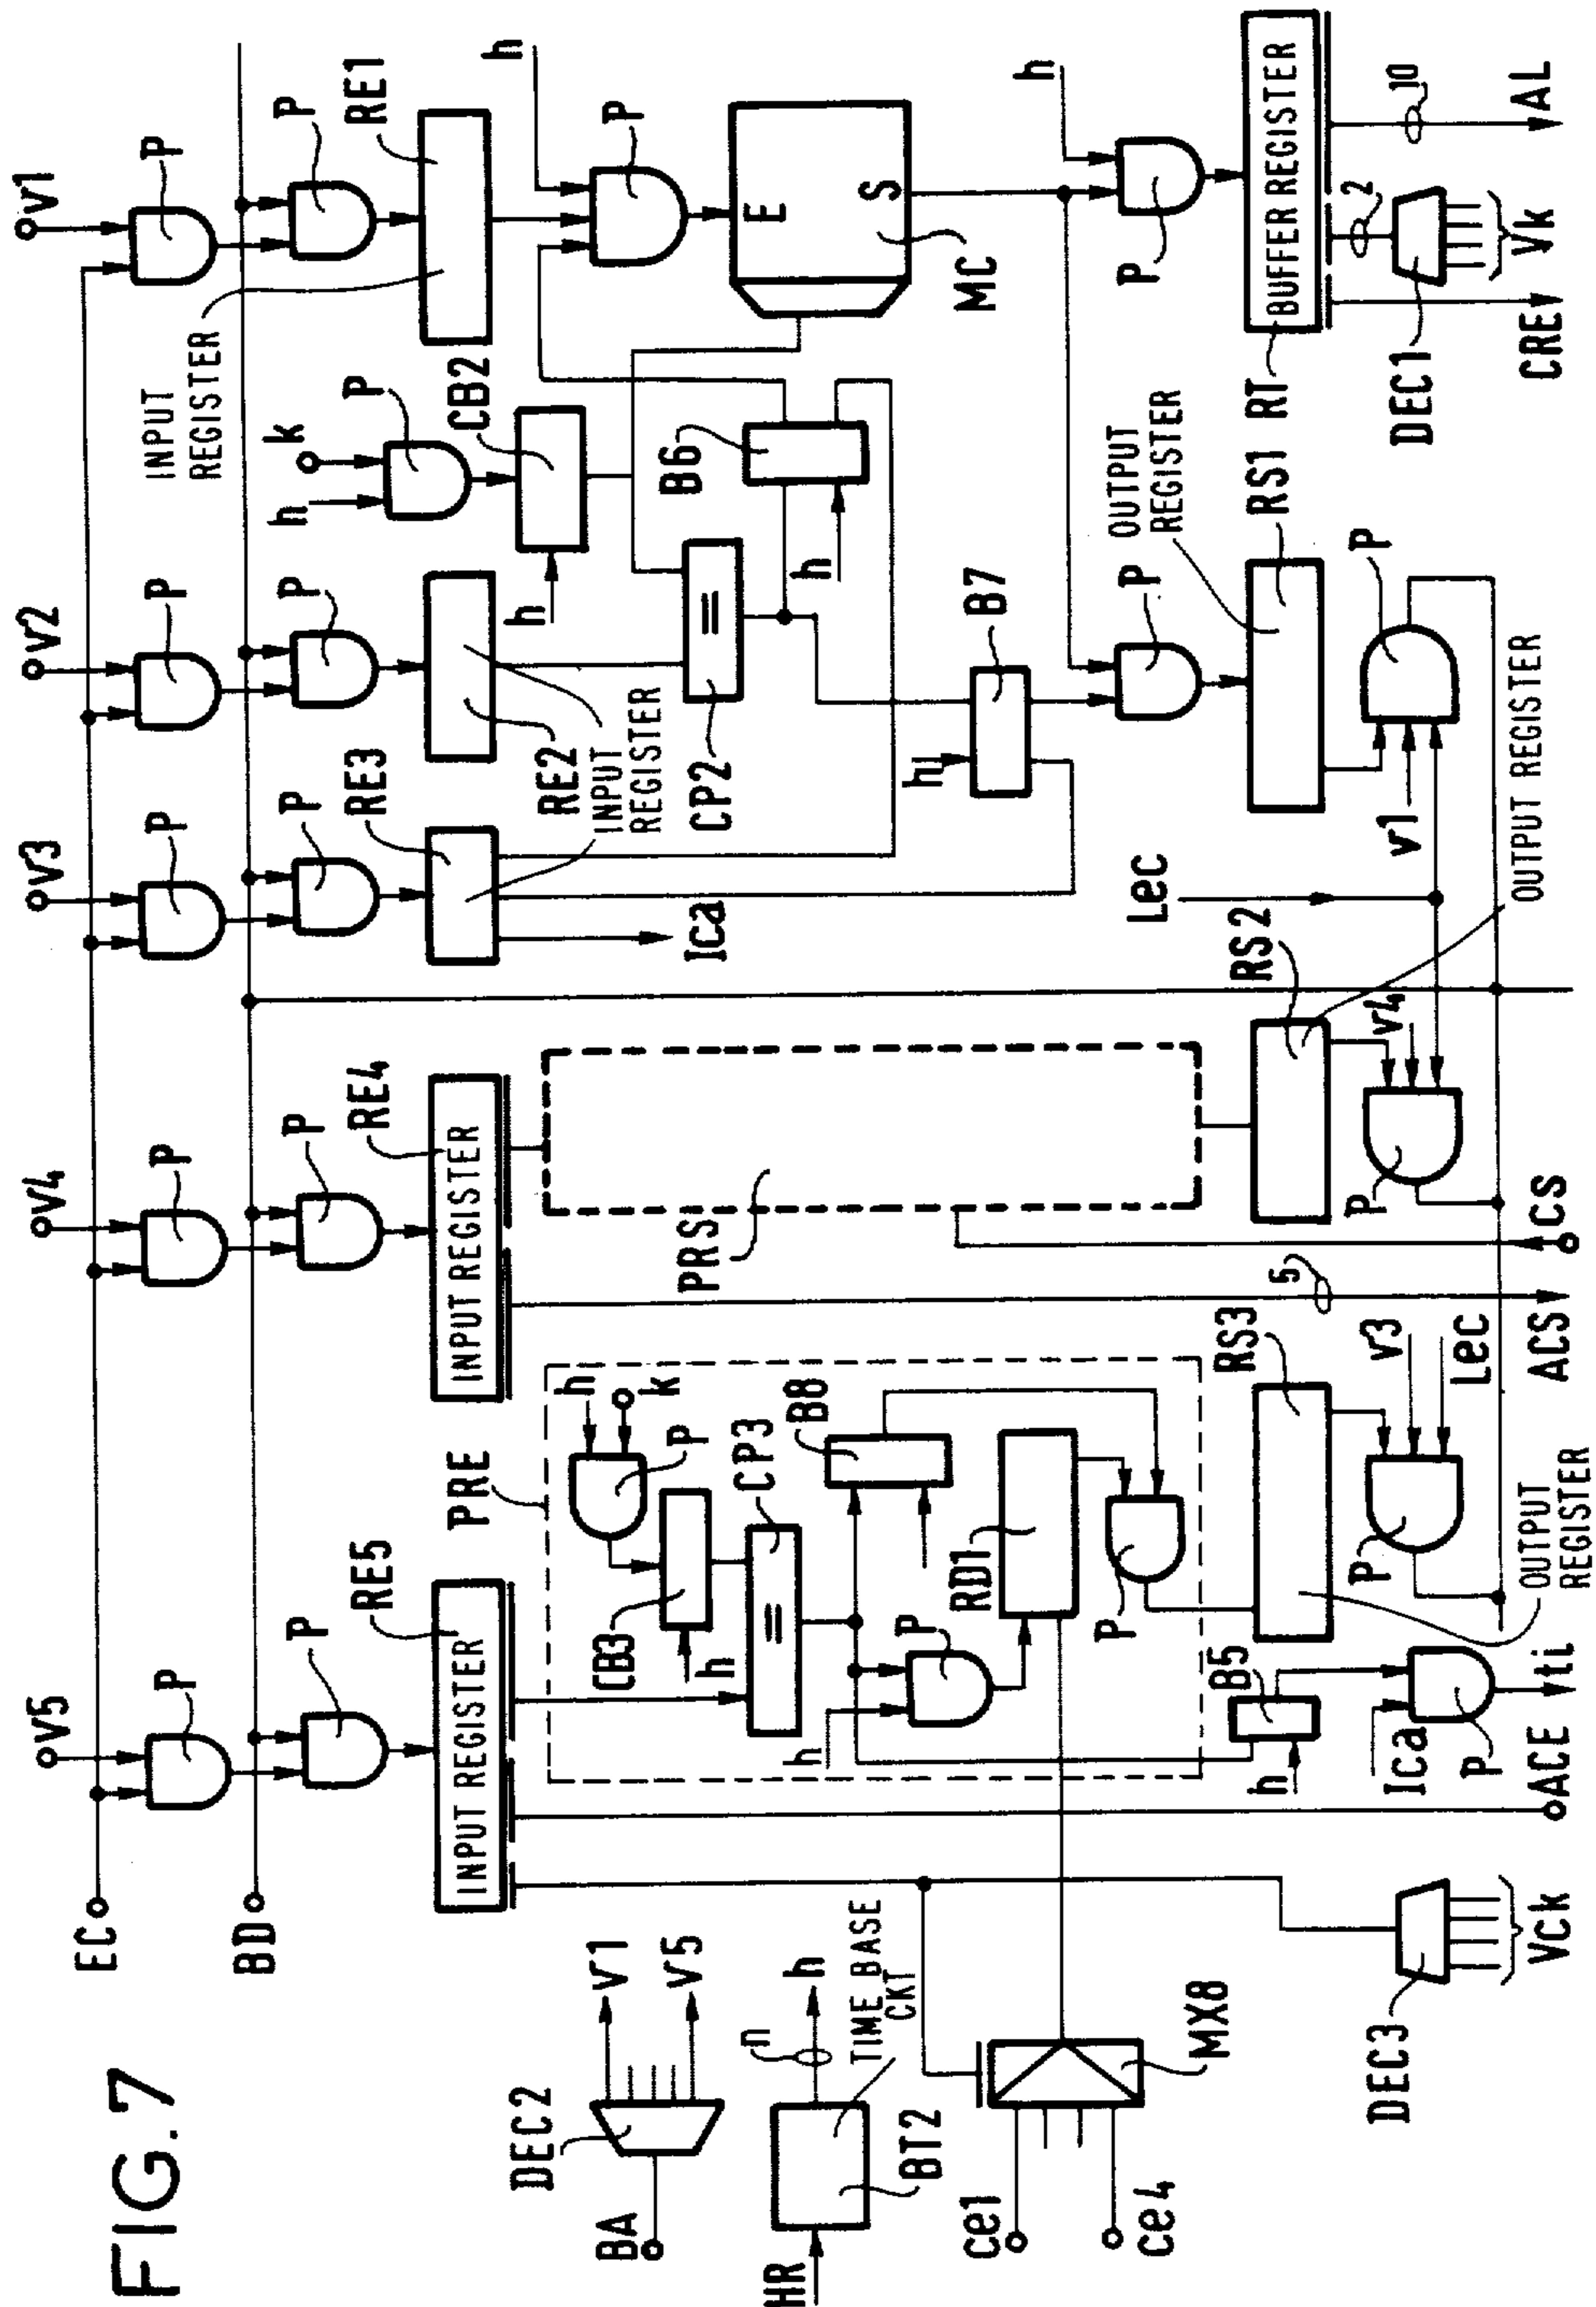 FIG.7
EC
BD
v5
v4
v3
v2
v1
P
P
P
P
P
P
P
P
P
P
RE5
INPUT REGISTER
RE4
INPUT REGISTER
RE3
RE2
INPUT
REGISTER
RE1
INPUT
REGISTER
BA
DEC2
v1
v5
HR
BT2
n
h
TIME BASE
CKT
ce1
ce4
MX8
DEC3
Vck
PRE
h
k
P
CB3
h
CP3
=
B8
h
P
RD1
P
B5
h
Ica
P
ti
ACE
RS3
v3
Lec
P
OUTPUT
REGISTER
ACS
5
CS
PRS
RS2
v4
P
OUTPUT REGISTER
Ica
Lec
v1
h
k
P
CB2
h
CP2
=
B6
h
B7
h
P
OUTPUT
REGISTER
RS1
P
h
P
E
S
MC
h
P
RT
BUFFER REGISTER
CRE
DEC1
2
Vk
10
AL